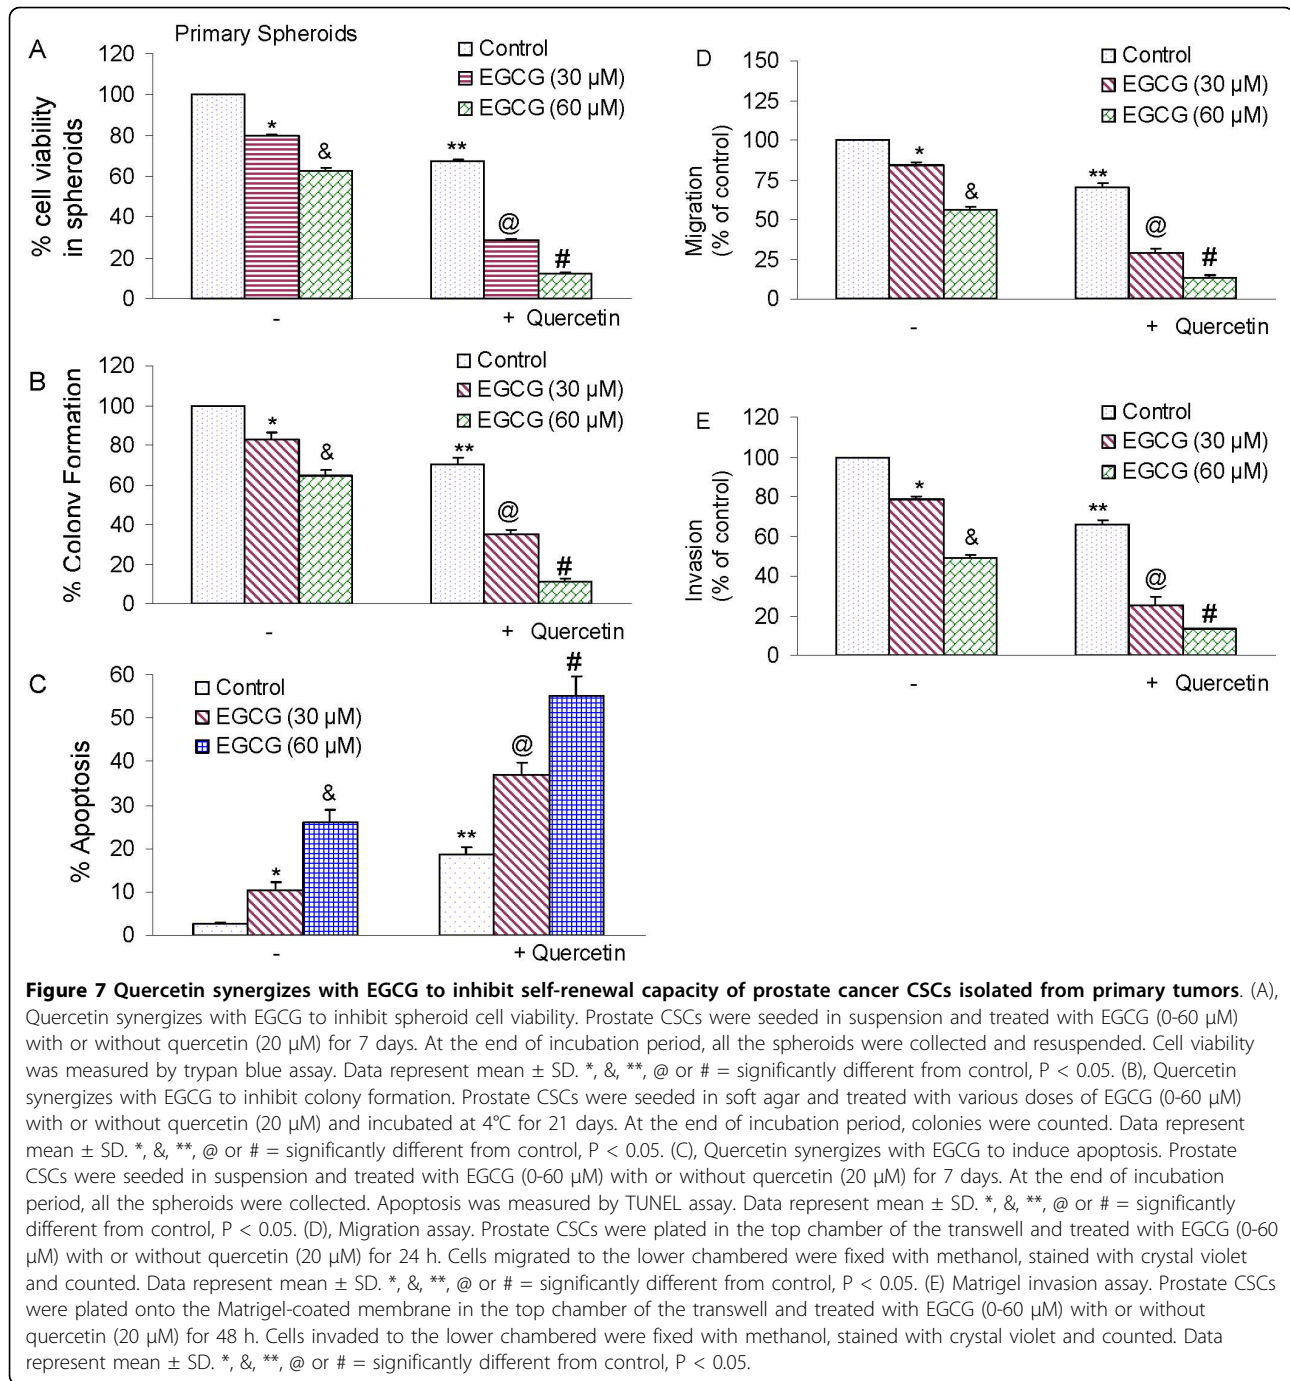 A
Primary Spheroids
% cell viability
in spheroids
120
100
80
60
40
20
0
Control
EGCG (30 µM)
EGCG (60 µM)
*
&
**
@
#
-
+ Quercetin
B
% Colony Formation
120
100
80
60
40
20
0
Control
EGCG (30 µM)
EGCG (60 µM)
*
&
**
@
#
-
+ Quercetin
C
% Apoptosis
60
50
40
30
20
10
0
Control
EGCG (30 µM)
EGCG (60 µM)
*
&
**
@
#
-
+ Quercetin
D
Migration
(% of control)
150
125
100
75
50
25
0
Control
EGCG (30 µM)
EGCG (60 µM)
*
&
**
@
#
-
+ Quercetin
E
Invasion
(% of control)
120
100
80
60
40
20
0
Control
EGCG (30 µM)
EGCG (60 µM)
*
&
**
@
#
-
+ Quercetin
Figure 7 Quercetin synergizes with EGCG to inhibit self-renewal capacity of prostate cancer CSCs isolated from primary tumors. (A),
Quercetin synergizes with EGCG to inhibit spheroid cell viability. Prostate CSCs were seeded in suspension and treated with EGCG (0-60 µM)
with or without quercetin (20 µM) for 7 days. At the end of incubation period, all the spheroids were collected and resuspended. Cell viability
was measured by trypan blue assay. Data represent mean ± SD. *, &, **, @ or # = significantly different from control, P < 0.05. (B), Quercetin
synergizes with EGCG to inhibit colony formation. Prostate CSCs were seeded in soft agar and treated with various doses of EGCG (0-60 µM)
with or without quercetin (20 µM) and incubated at 4°C for 21 days. At the end of incubation period, colonies were counted. Data represent
mean ± SD. *, &, **, @ or # = significantly different from control, P < 0.05. (C), Quercetin synergizes with EGCG to induce apoptosis. Prostate
CSCs were seeded in suspension and treated with EGCG (0-60 µM) with or without quercetin (20 µM) for 7 days. At the end of incubation
period, all the spheroids were collected. Apoptosis was measured by TUNEL assay. Data represent mean ± SD. *, &, **, @ or # = significantly
different from control, P < 0.05. (D), Migration assay. Prostate CSCs were plated in the top chamber of the transwell and treated with EGCG (0-60
µM) with or without quercetin (20 µM) for 24 h. Cells migrated to the lower chambered were fixed with methanol, stained with crystal violet
and counted. Data represent mean ± SD. *, &, **, @ or # = significantly different from control, P < 0.05. (E) Matrigel invasion assay. Prostate CSCs
were plated onto the Matrigel-coated membrane in the top chamber of the transwell and treated with EGCG (0-60 µM) with or without
quercetin (20 µM) for 48 h. Cells invaded to the lower chambered were fixed with methanol, stained with crystal violet and counted. Data
represent mean ± SD. *, &, **, @ or # = significantly different from control, P < 0.05.